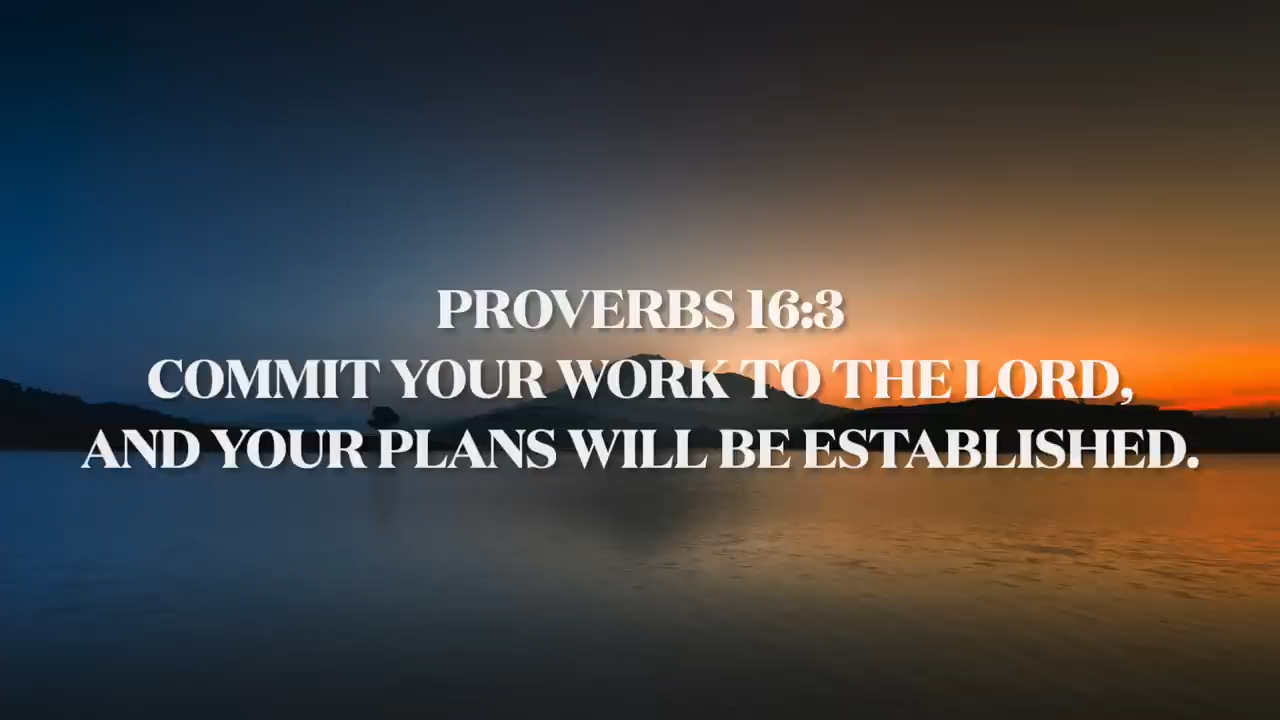 PROVERBS 16:3
COMMIT YOUR WORK TO THE LORD,
AND YOUR PLANS WILL BE ESTABLISHED.